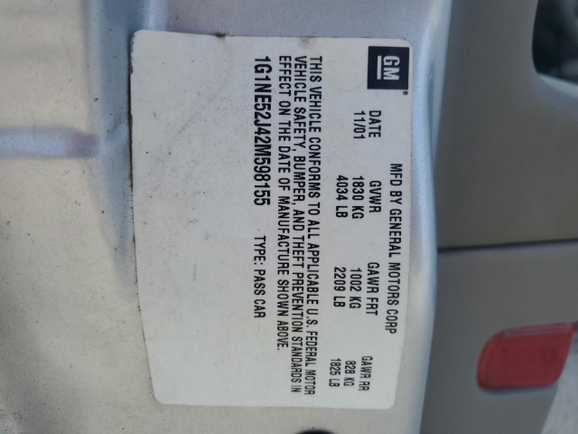 GM
MFD BY GENERAL MOTORS CORP
DATE GVWR GAWR FRT GAWR RR
11/01 1830 KG 1002 KG 828 KG
4034 LB 2209 LB 1825 LB
THIS VEHICLE CONFORMS TO ALL APPLICABLE U.S. FEDERAL MOTOR
VEHICLE SAFETY, BUMPER, AND THEFT PREVENTION STANDARDS IN
EFFECT ON THE DATE OF MANUFACTURE SHOWN ABOVE.
1G1NE52J42M598155 TYPE: PASS CAR